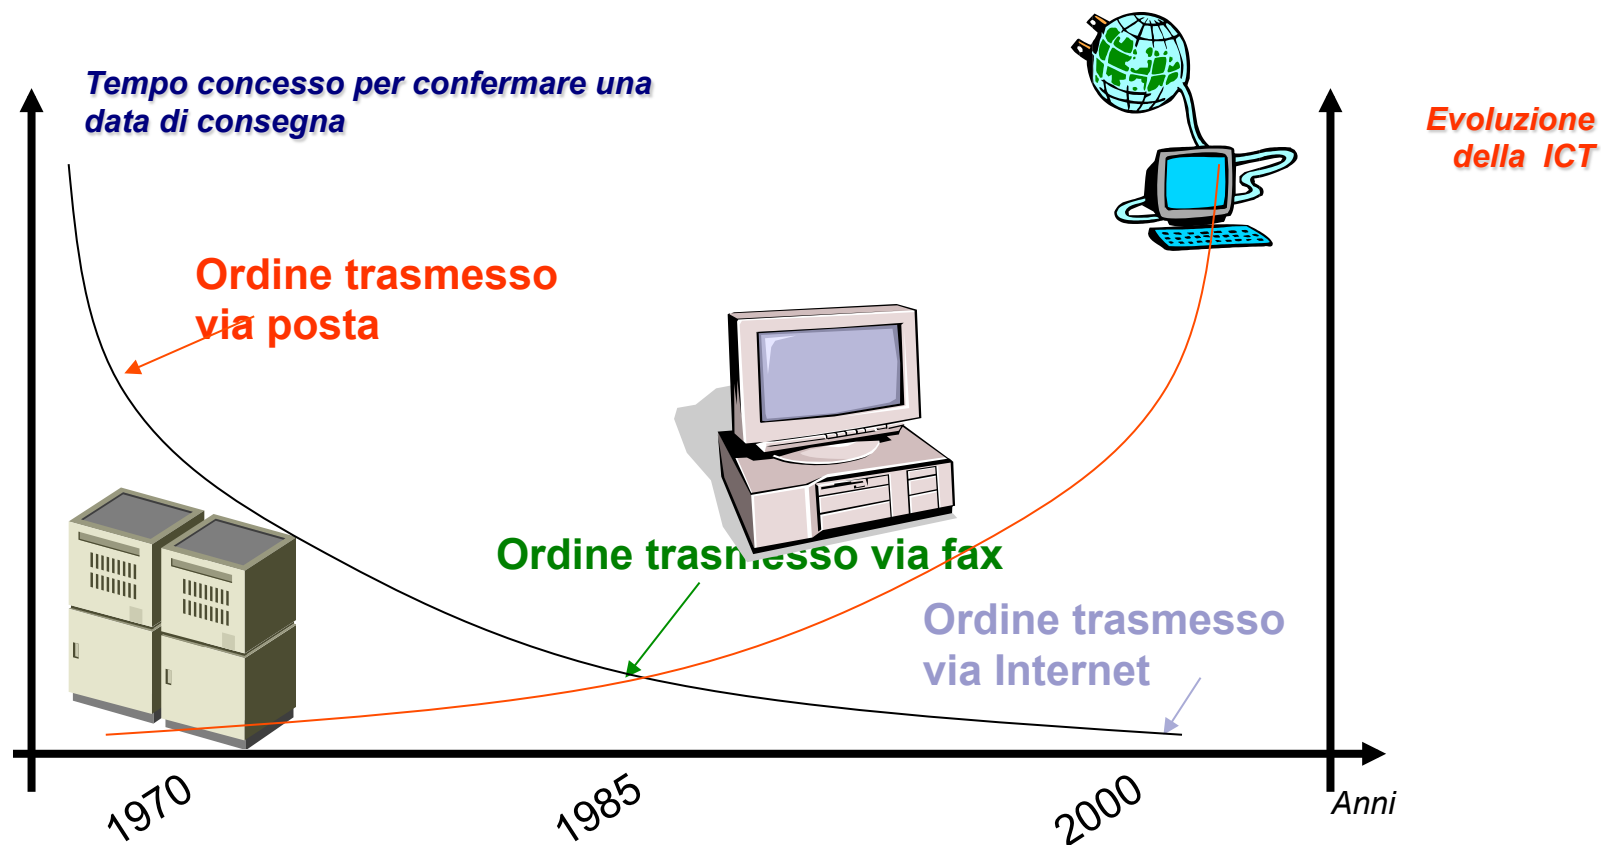 Tempo concesso per confermare una
data di consegna
Evoluzione
della ICT
Ordine trasmesso
via posta
Ordine trasmesso via fax
Ordine trasmesso
via Internet
1970
1985
2000
Anni